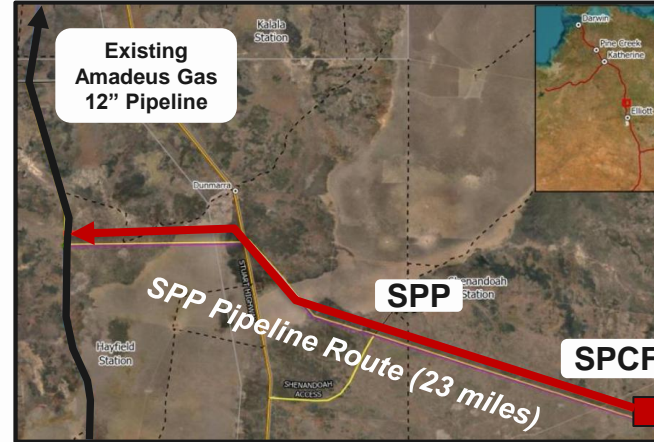 Kalala
Station
Existing
Amadeus Gas
12” Pipeline
Darwin
Pine Creek
Katherine
Elliott
Dunmarra
STUART HIGHWAY
SPP Pipeline Route (23 miles)
SPP
Shenandoah
Station
SPCF
Hayfield
Station
SHENANDOAH
ACCESS